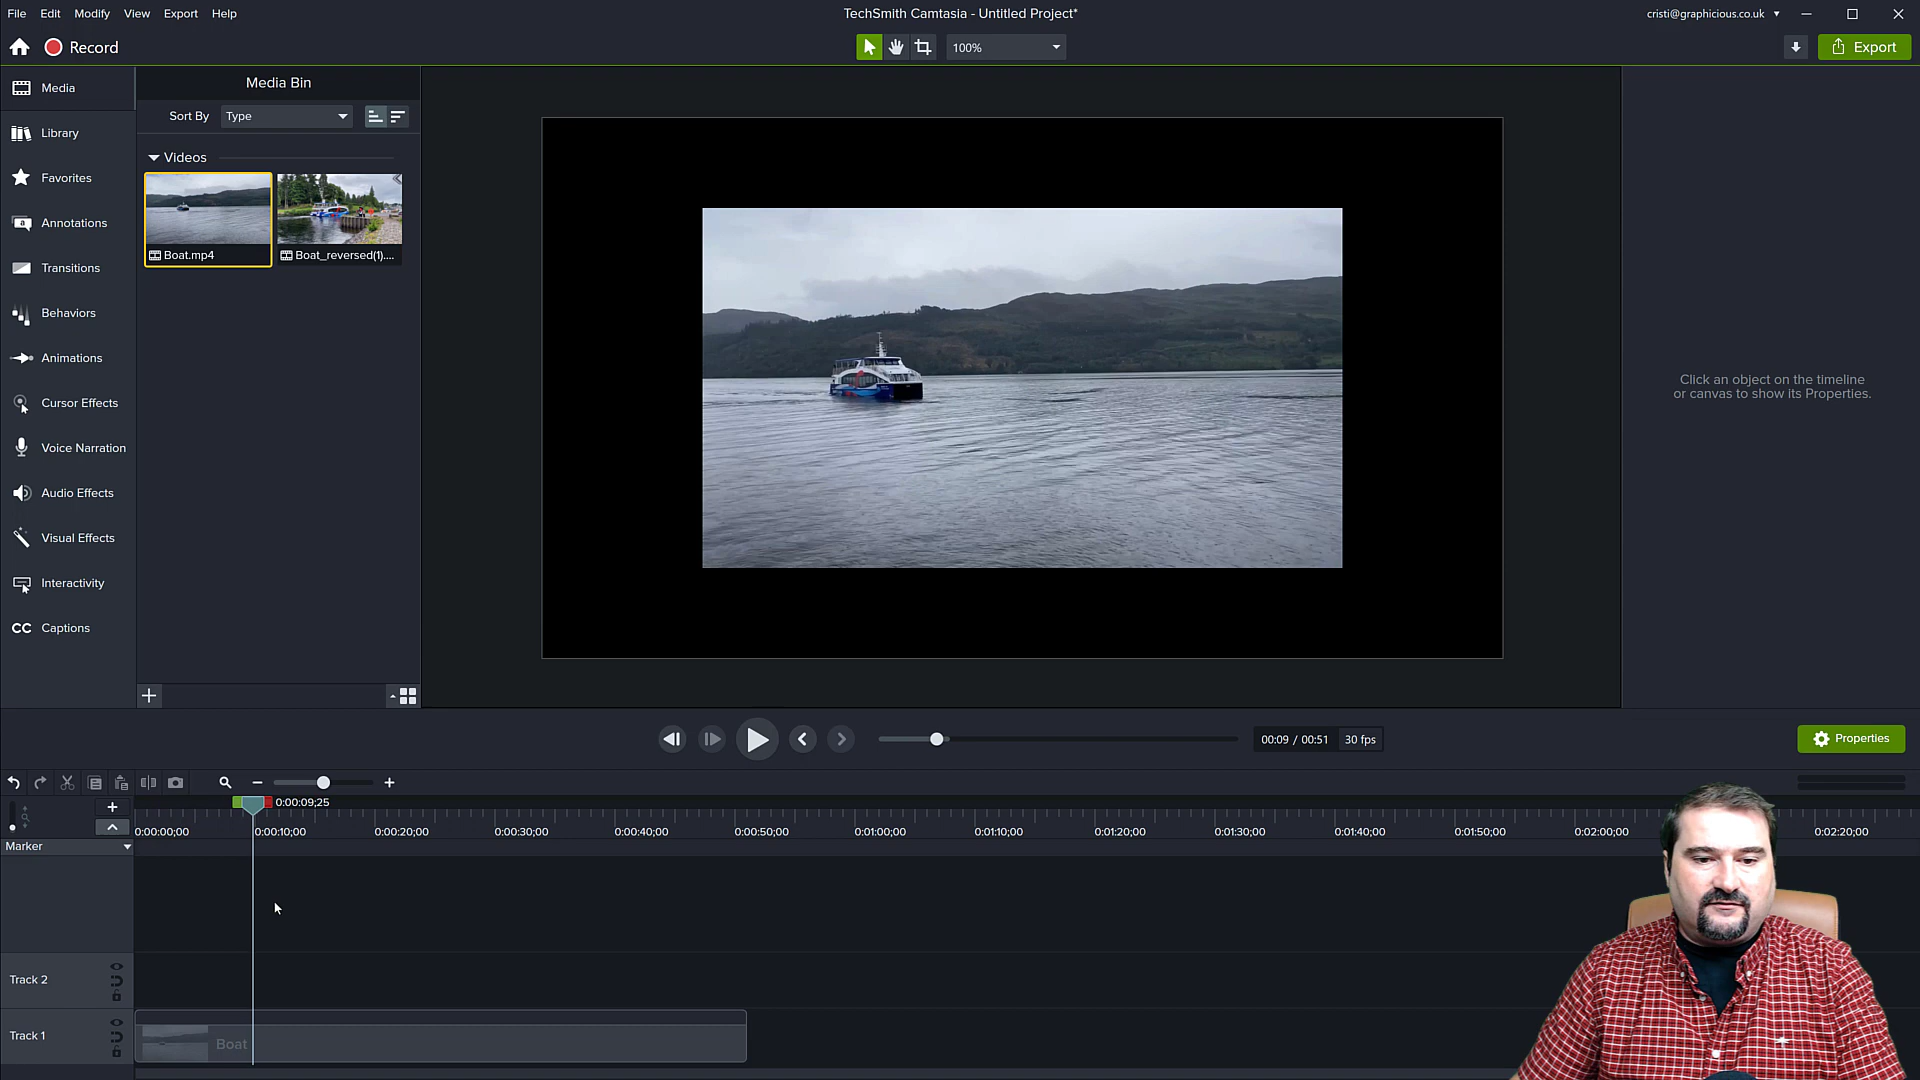 File Edit Modify View Export Help
TechSmith Camtasia - Untitled Project*
cristi@graphicious.co.uk
Record
100%
Export
Media
Library
Favorites
Annotations
Transitions
Behaviors
Animations
Cursor Effects
Voice Narration
Audio Effects
Visual Effects
Interactivity
CC Captions
Media Bin
Sort By Type
Videos
Boat.mp4
Boat_reversed(1)....
Click an object on the timeline
or canvas to show its Properties.
00:09 / 00:51 30 fps
Properties
0:00:09;25
0:00:00;00 0:00:10;00 0:00:20;00 0:00:30;00 0:00:40;00 0:00:50;00 0:01:00;00 0:01:10;00 0:01:20;00 0:01:30;00 0:01:40;00 0:01:50;00 0:02:00;00 0:02:20;00
Marker
Track 2
Track 1
Boat